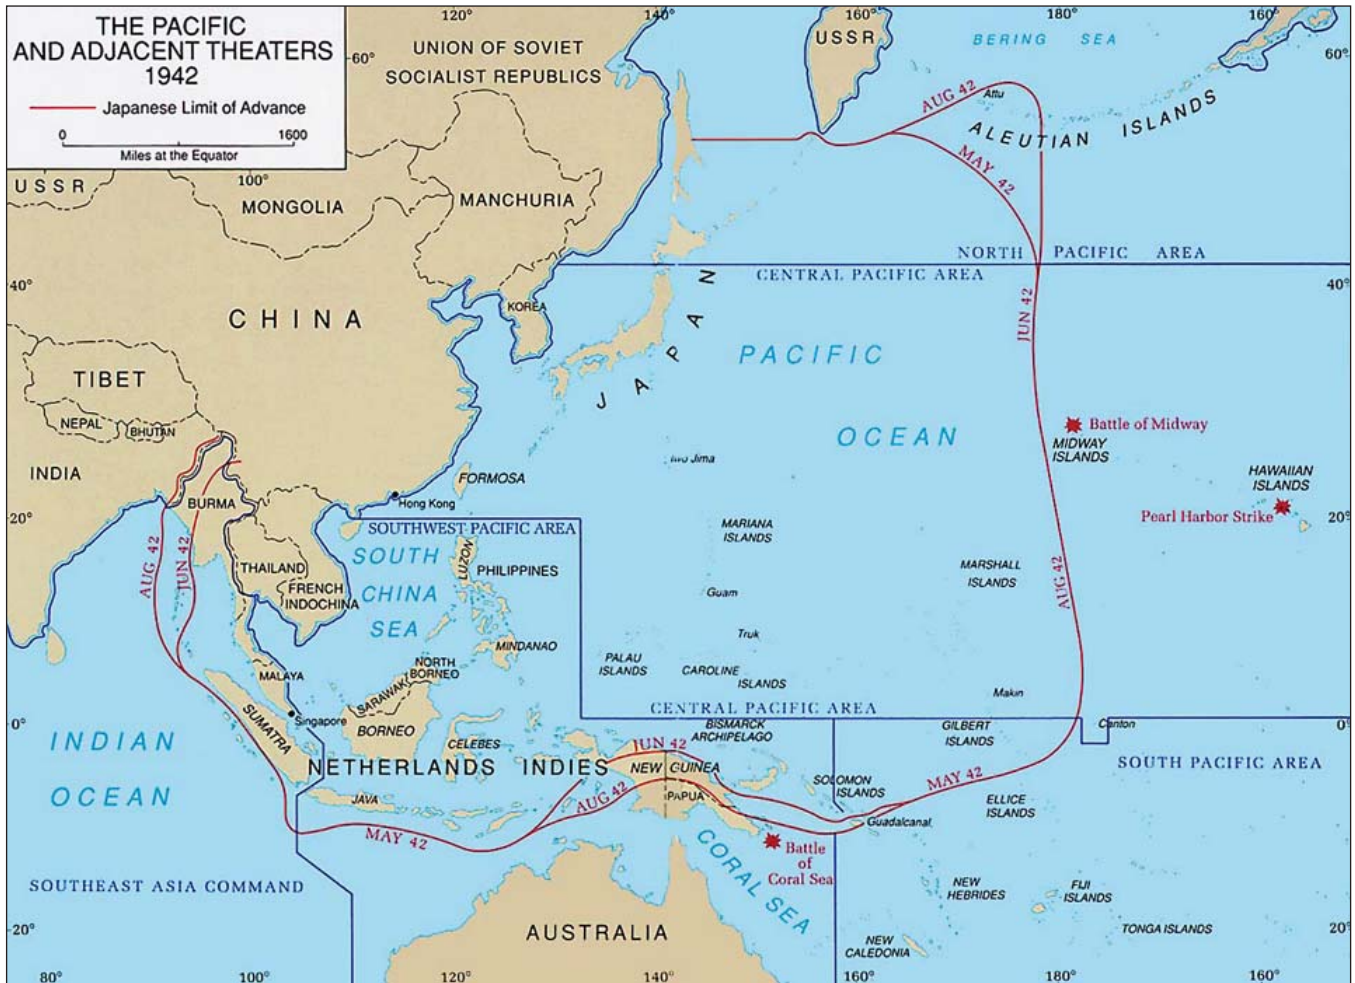 THE PACIFIC
AND ADJACENT THEATERS
1942
Japanese Limit of Advance
0 1600
Miles at the Equator
120° 140° 160° 180° 160°
60° 60°
UNION OF SOVIET
SOCIALIST REPUBLICS
USSR
BERING SEA
AUG 42
Attu
ALEUTIAN ISLANDS
MAY 42
USSR
100°
MONGOLIA
MANCHURIA
NORTH PACIFIC AREA
CENTRAL PACIFIC AREA
40° 40°
KOREA
CHINA
JAPAN
JUN 42
PACIFIC
OCEAN
TIBET
NEPAL
BHUTAN
INDIA
BURMA
Battle of Midway
MIDWAY
ISLANDS
Iwo Jima
FORMOSA
HAWAIIAN
ISLANDS
Hong Kong
Pearl Harbor Strike
20° 20°
SOUTHWEST PACIFIC AREA
MARIANA
ISLANDS
SOUTH
CHINA
SEA
LUZON
PHILIPPINES
AUG 42
JUN 42
THAILAND
FRENCH
INDOCHINA
MARSHALL
ISLANDS
AUG 42
Guam
Truk
MINDANAO
PALAU
ISLANDS
CAROLINE
ISLANDS
NORTH
BORNEO
MALAYA
SARAWAK
Makin
CENTRAL PACIFIC AREA
0° 0°
Singapore
SUMATRA
BORNEO
CELEBES
BISMARCK
ARCHIPELAGO
GILBERT
ISLANDS
Canton
INDIAN
OCEAN
JUN 42
NETHERLANDS INDIES
NEW GUINEA
SOUTH PACIFIC AREA
SOLOMON
ISLANDS
MAY 42
JAVA
AUG 42
PAPUA
ELLICE
ISLANDS
Guadalcanal
MAY 42
Battle
of
Coral Sea
CORAL SEA
SOUTHEAST ASIA COMMAND
NEW
HEBRIDES
FIJI
ISLANDS
20° 20°
AUSTRALIA
TONGA ISLANDS
NEW
CALEDONIA
80° 100° 120° 140° 160° 180° 160°